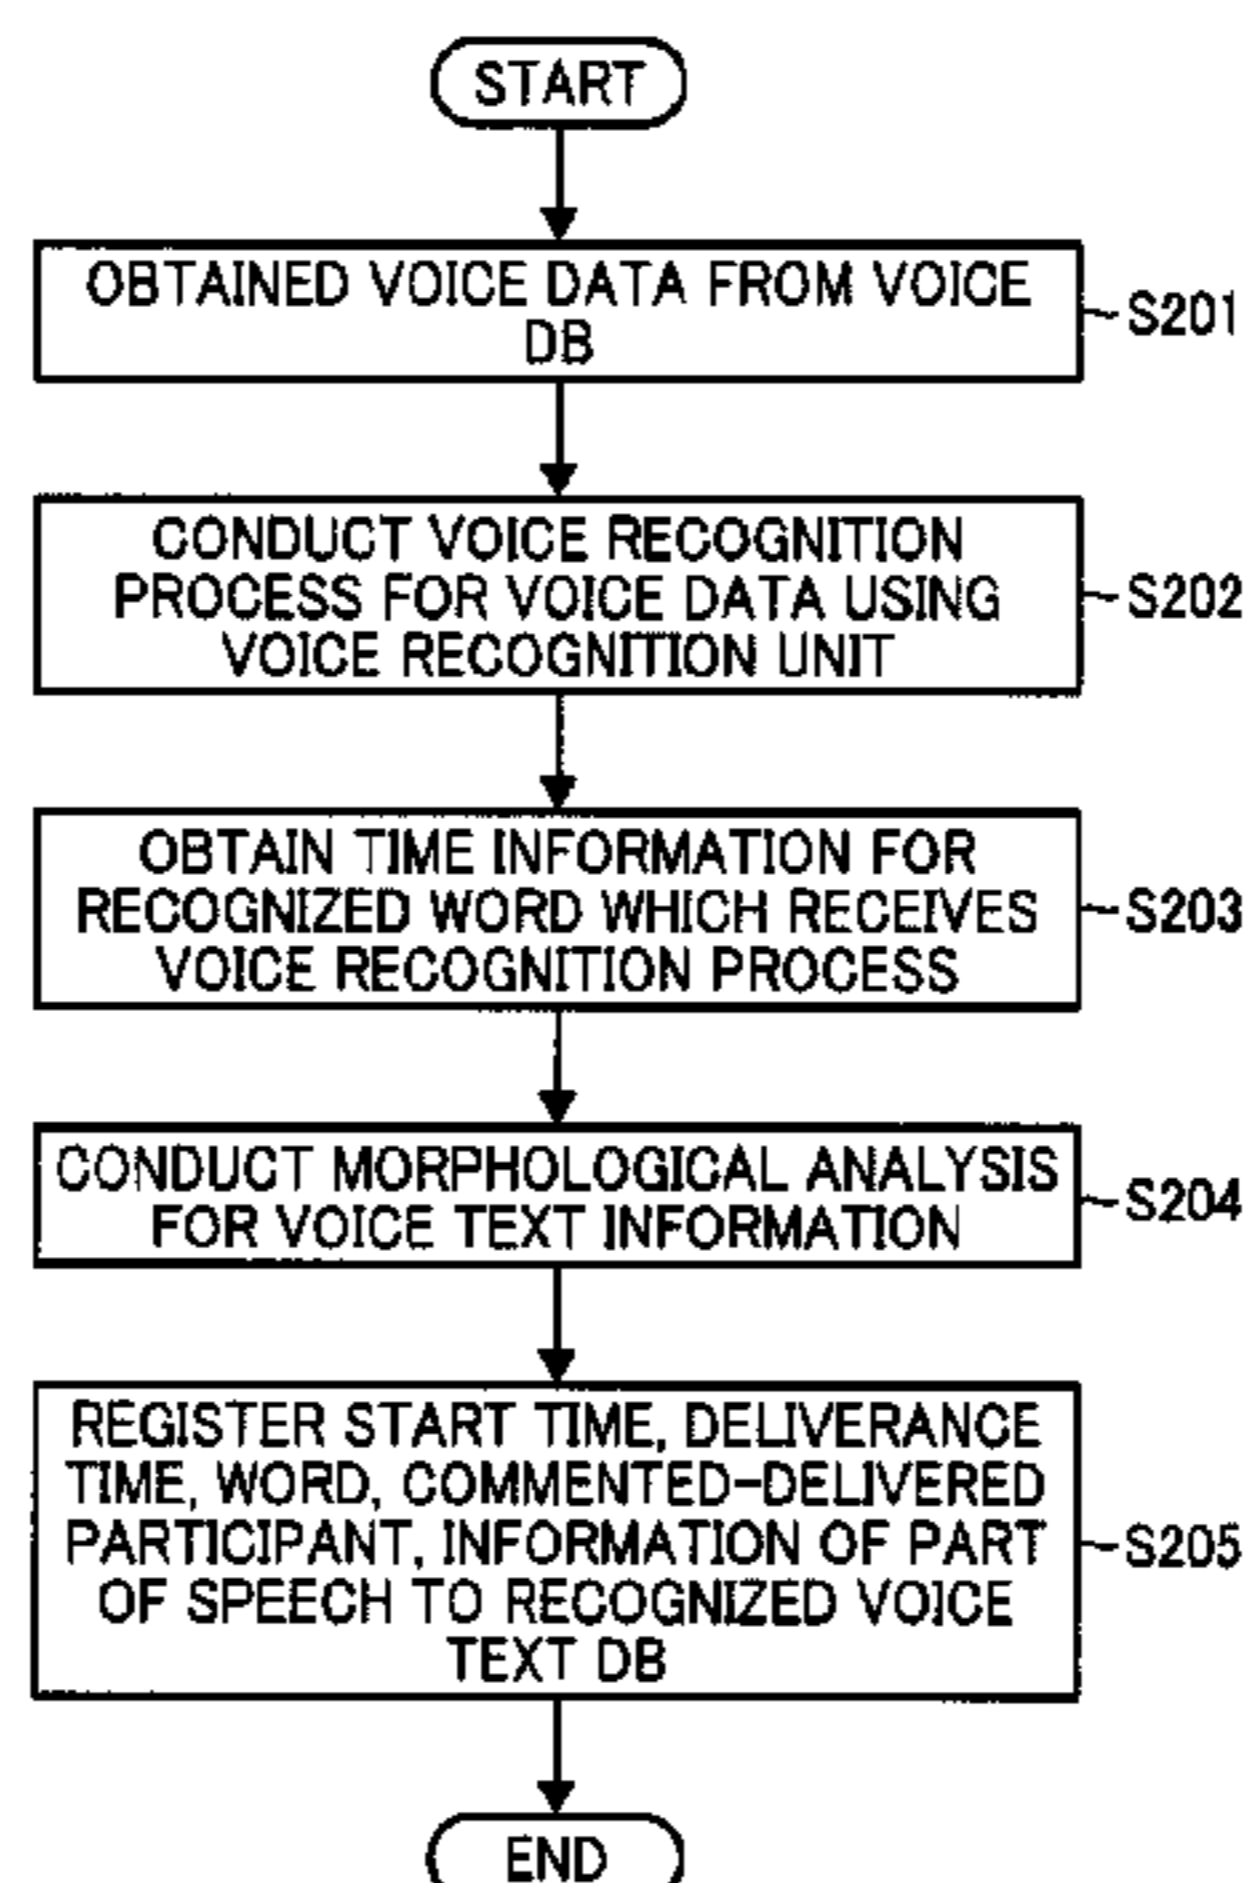 START
OBTAINED VOICE DATA FROM VOICE
DB
S201
CONDUCT VOICE RECOGNITION
PROCESS FOR VOICE DATA USING
VOICE RECOGNITION UNIT
S202
OBTAIN TIME INFORMATION FOR
RECOGNIZED WORD WHICH RECEIVES
VOICE RECOGNITION PROCESS
S203
CONDUCT MORPHOLOGICAL ANALYSIS
FOR VOICE TEXT INFORMATION
S204
REGISTER START TIME, DELIVERANCE
TIME, WORD, COMMENTED-DELIVERED
PARTICIPANT, INFORMATION OF PART
OF SPEECH TO RECOGNIZED VOICE
TEXT DB
S205
END